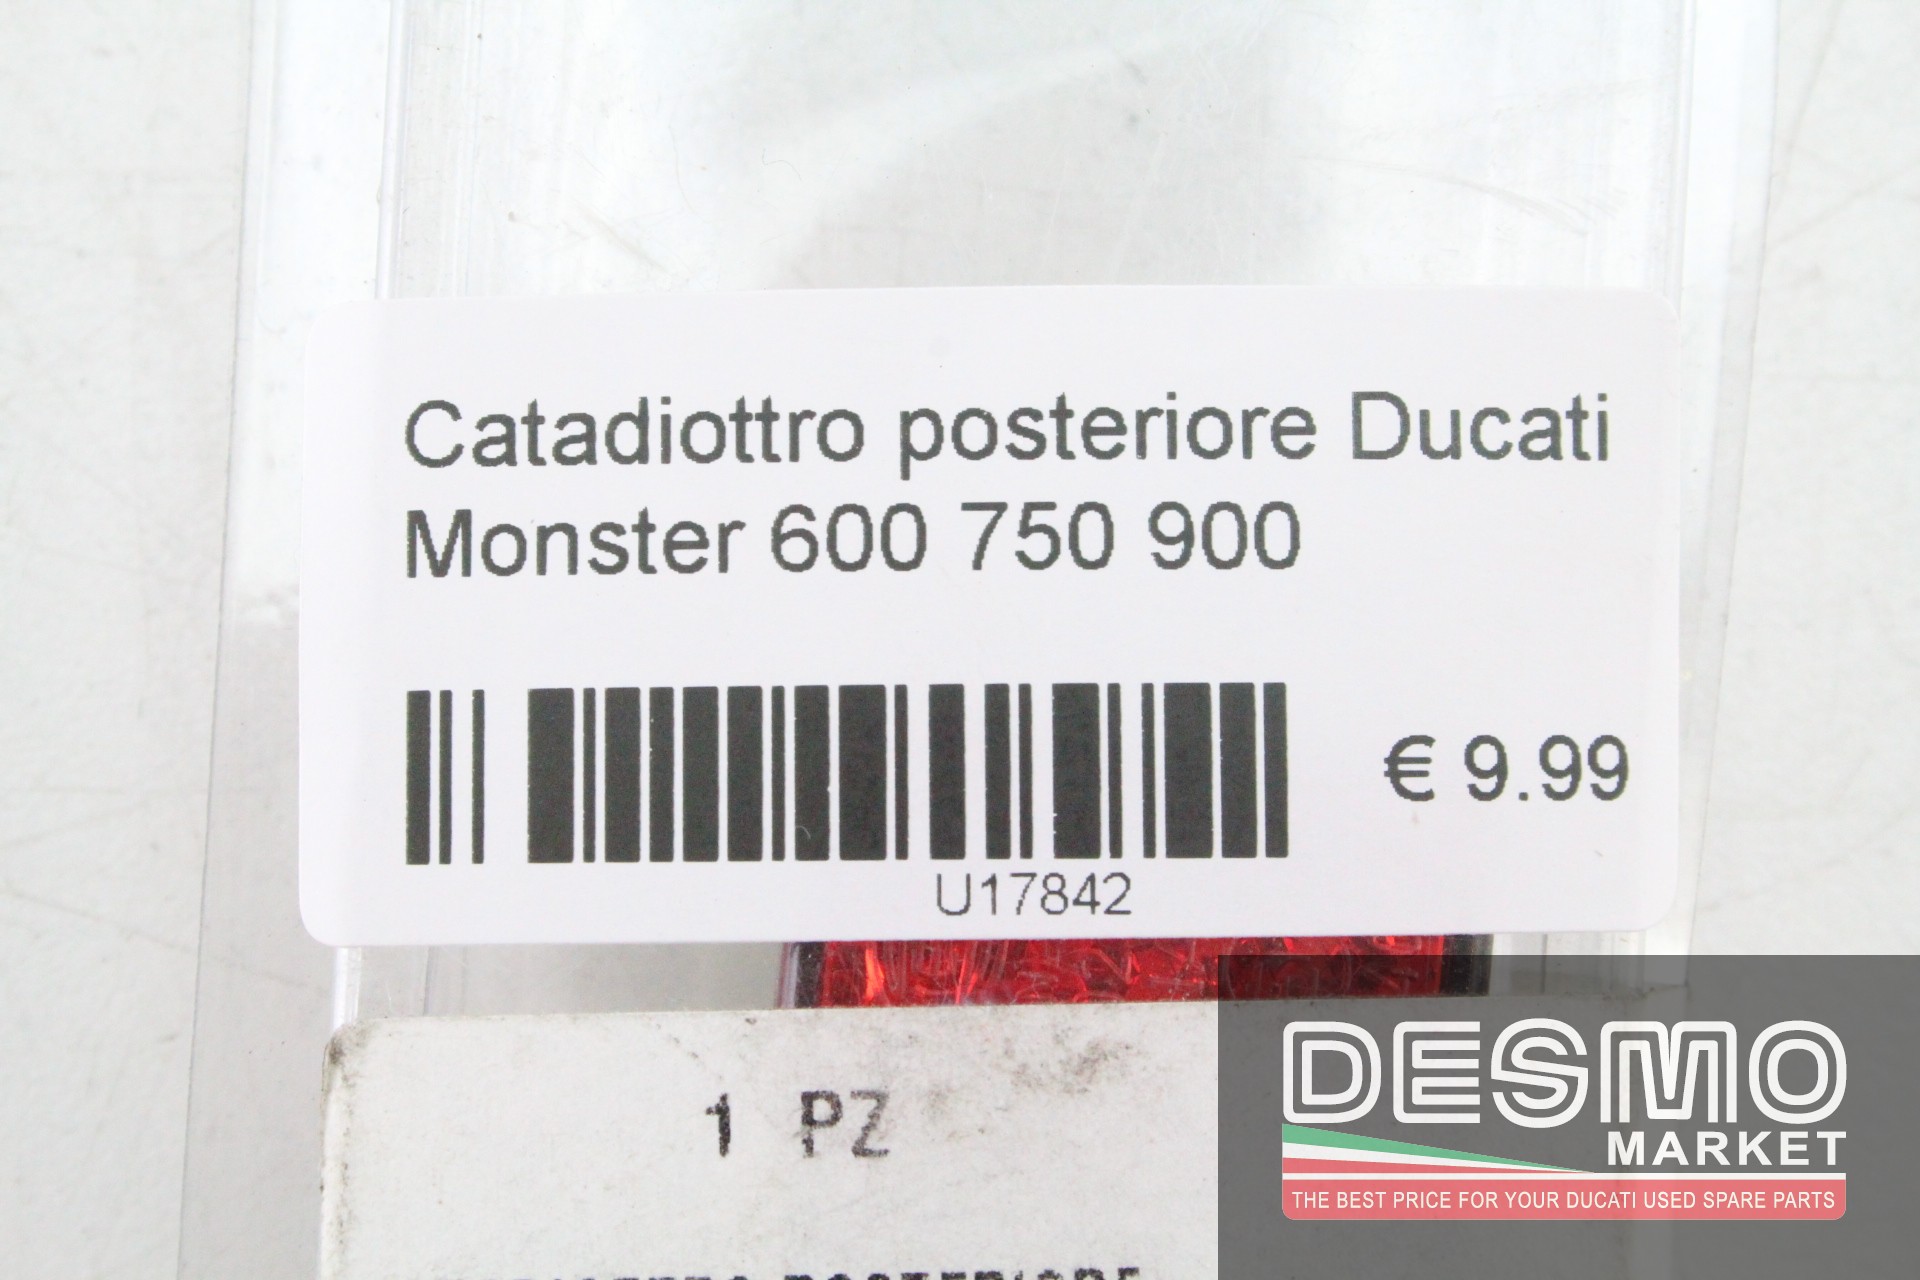 Catadiottro posteriore Ducati
Monster 600 750 900
€ 9.99
U17842
1 PZ
POSTERIORE
DESMO
MARKET
THE BEST PRICE FOR YOUR DUCATI USED SPARE PARTS